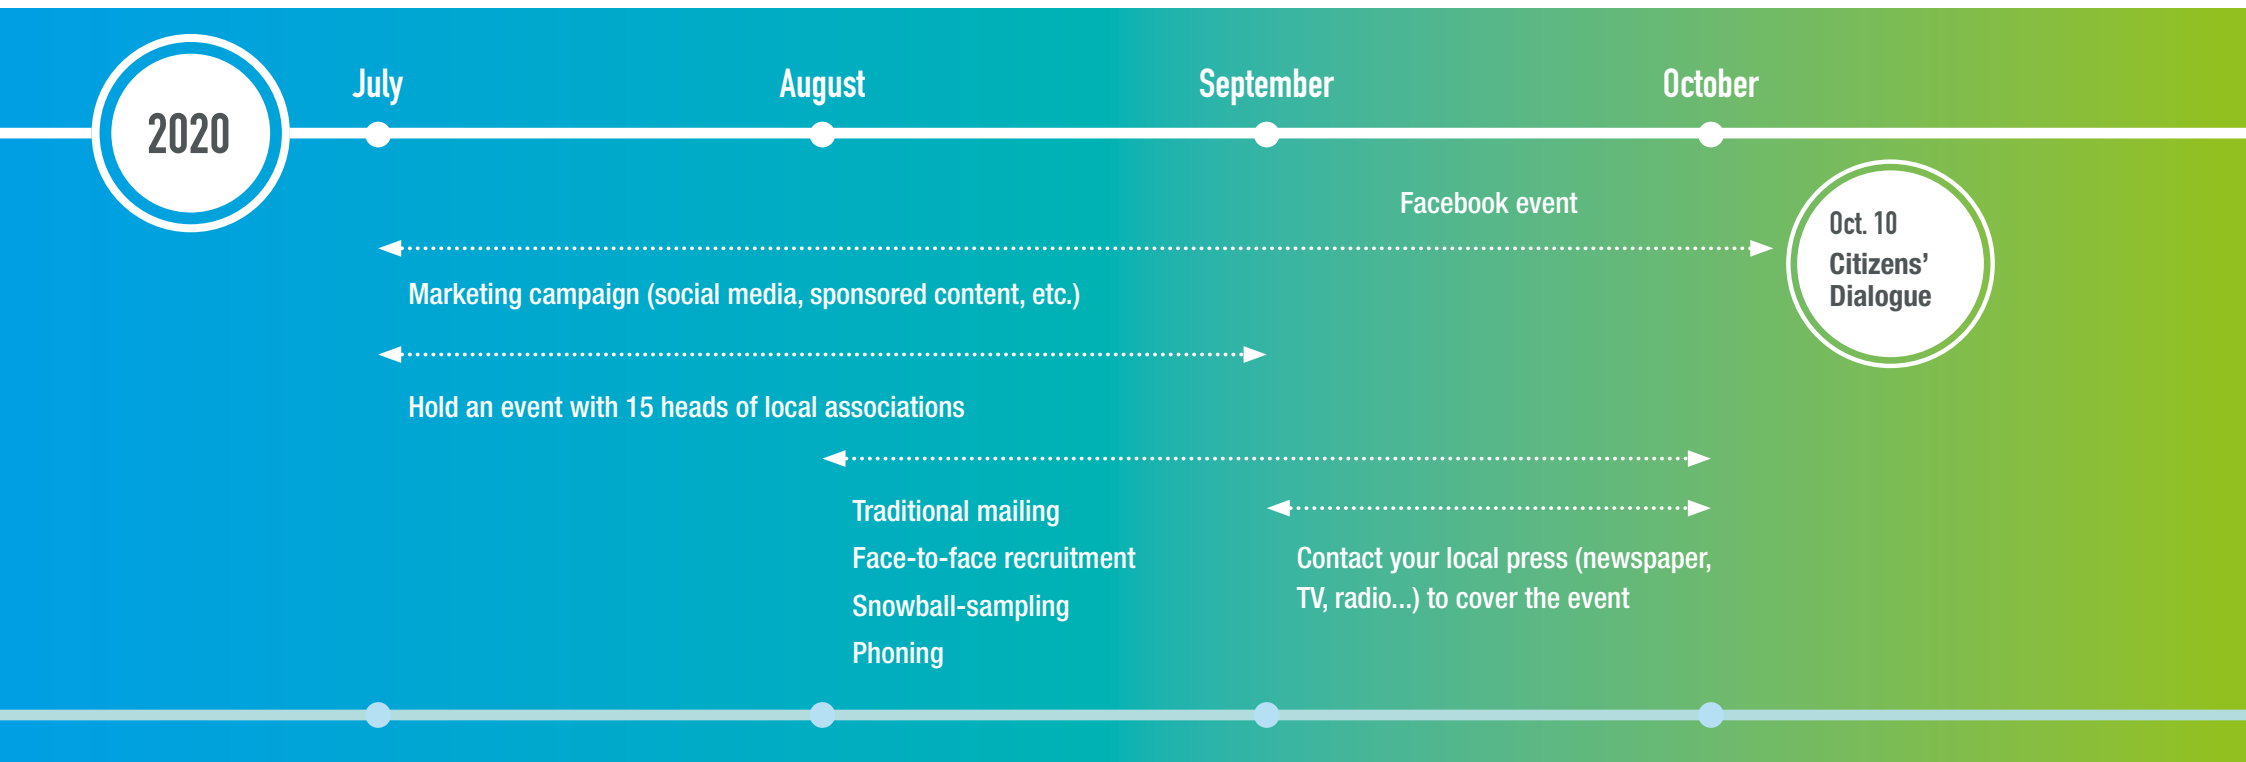 2020
July
August
September
October
Facebook event
Oct. 10
Citizens’
Dialogue
Marketing campaign (social media, sponsored content, etc.)
Hold an event with 15 heads of local associations
Traditional mailing
Face-to-face recruitment
Snowball-sampling
Phoning
Contact your local press (newspaper,
TV, radio...) to cover the event